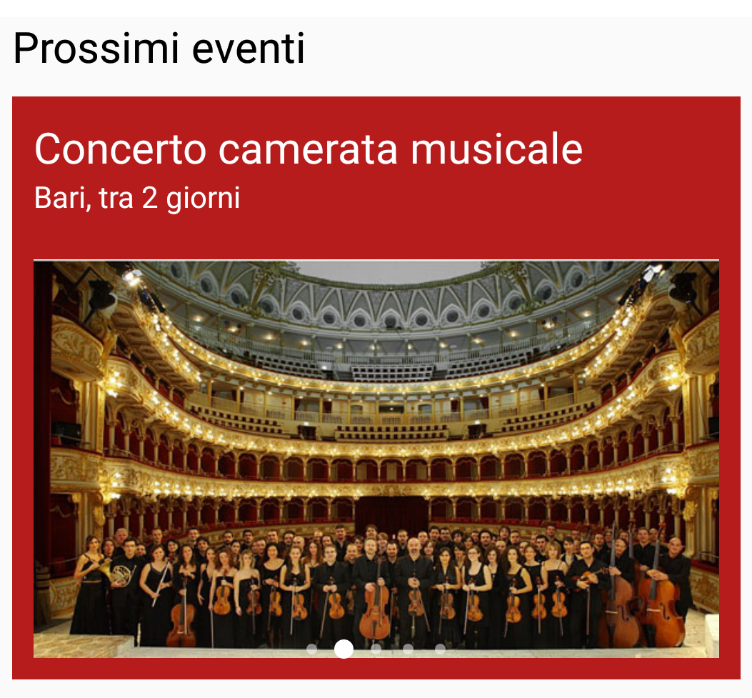 Prossimi eventi
Concerto camerata musicale
Bari, tra 2 giorni